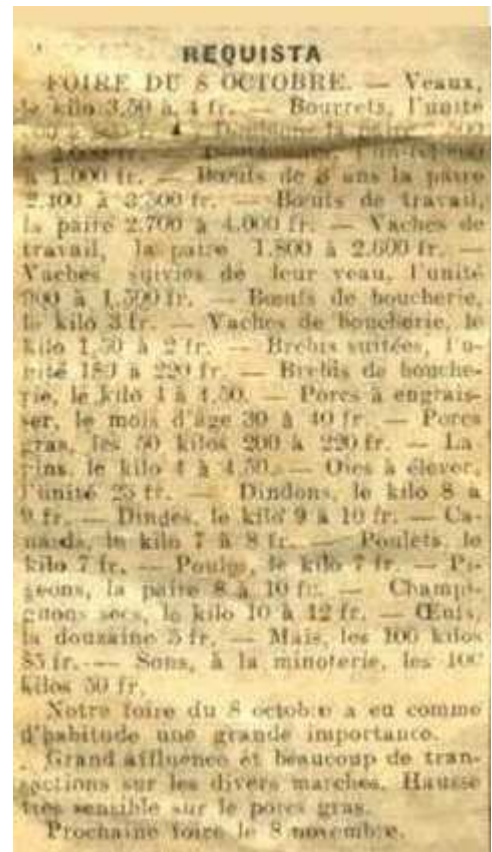 REQUISTA
FOIRE DU 8 OCTOBRE. — Veaux,
le kilo 3,50 à 4 fr. — Bourrets, l'unité
la paire
à 2.000 fr. —
à 1.000 fr. — Bœufs de 3 ans la paire
2.400 à 3.500 fr. — Bœufs de travail,
la paire 2.700 à 4.000 fr. — Vaches de
travail, la paire 1.800 à 2.600 fr. —
Vaches suivies de leur veau, l'unité
900 à 1.500 fr. — Bœufs de boucherie,
le kilo 3 fr. — Vaches de boucherie, le
kilo 1,50 à 2 fr. — Brebis suitées, l'u-
nité 180 à 220 fr. — Brebis de bouche-
rie, le kilo 4 à 4.50. — Porcs à engrais-
ser, le mois d'âge 30 à 40 fr. — Porcs
gras, les 50 kilos 200 à 220 fr. — La-
pins, le kilo 4 à 4.50. — Oies à élever,
l'unité 25 fr. — Dindons, le kilo 8 a
9 fr. — Dindes, le kilo 9 à 10 fr. — Ca-
nards, le kilo 7 à 8 fr. — Poulets, le
kilo 7 fr. — Poules, le kilo 7 fr. — Pi-
geons, la paire 8 à 10 fr. — Champi-
gnons secs, le kilo 10 à 12 fr. — Œufs,
la douzaine 5 fr. — Maïs, les 100 kilos
85 fr. — Sons, à la minoterie, les 100
kilos 50 fr.
Notre foire du 8 octobre a eu comme
d'habitude une grande importance.
Grand affluence et beaucoup de tran-
sactions sur les divers marches. Hausse
très sensible sur le porcs gras.
Prochaine foire le 8 novembre.